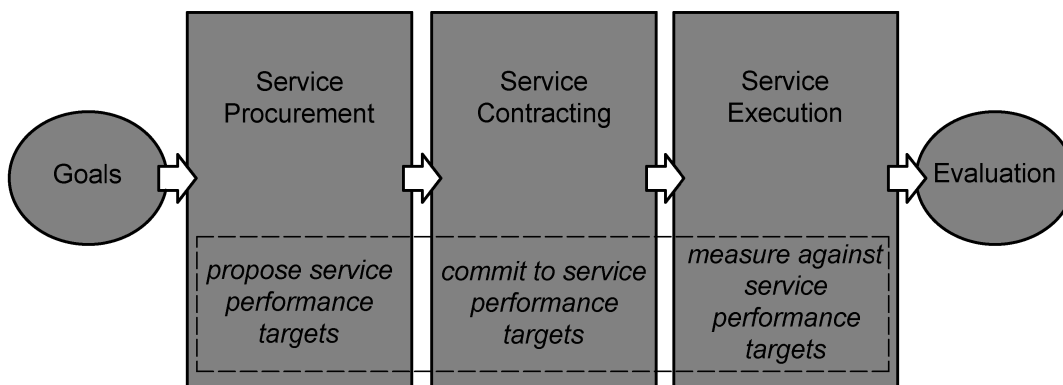 Goals
Service
Procurement
propose service
performance
targets
Service
Contracting
commit to service
performance
targets
Service
Execution
measure against
service
performance
targets
Evaluation